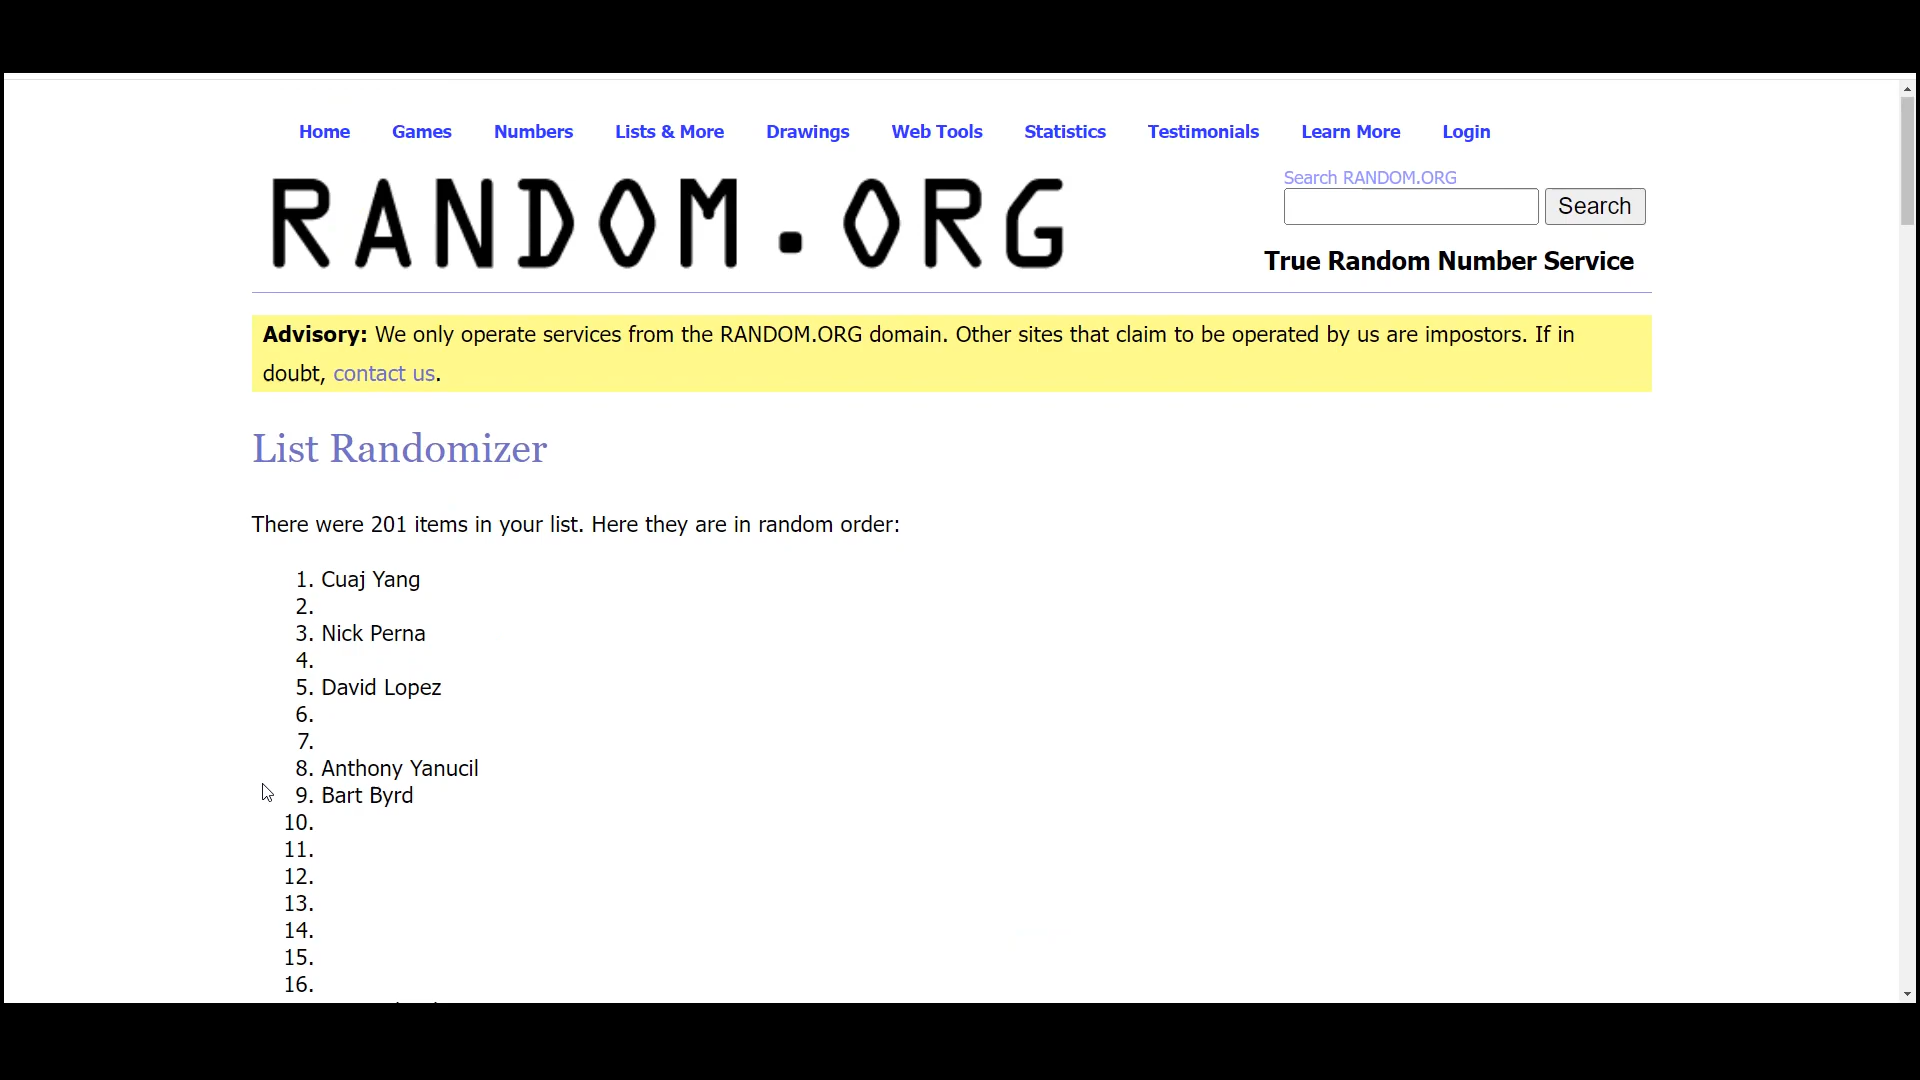 Home Games Numbers Lists & More Drawings Web Tools Statistics Testimonials Learn More Login
RANDOM.ORG
Search RANDOM.ORG
Search
True Random Number Service
Advisory: We only operate services from the RANDOM.ORG domain. Other sites that claim to be operated by us are impostors. If in
doubt, contact us.
List Randomizer
There were 201 items in your list. Here they are in random order:
1. Cuaj Yang
2.
3. Nick Perna
4.
5. David Lopez
6.
7.
8. Anthony Yanucil
9. Bart Byrd
10.
11.
12.
13.
14.
15.
16.